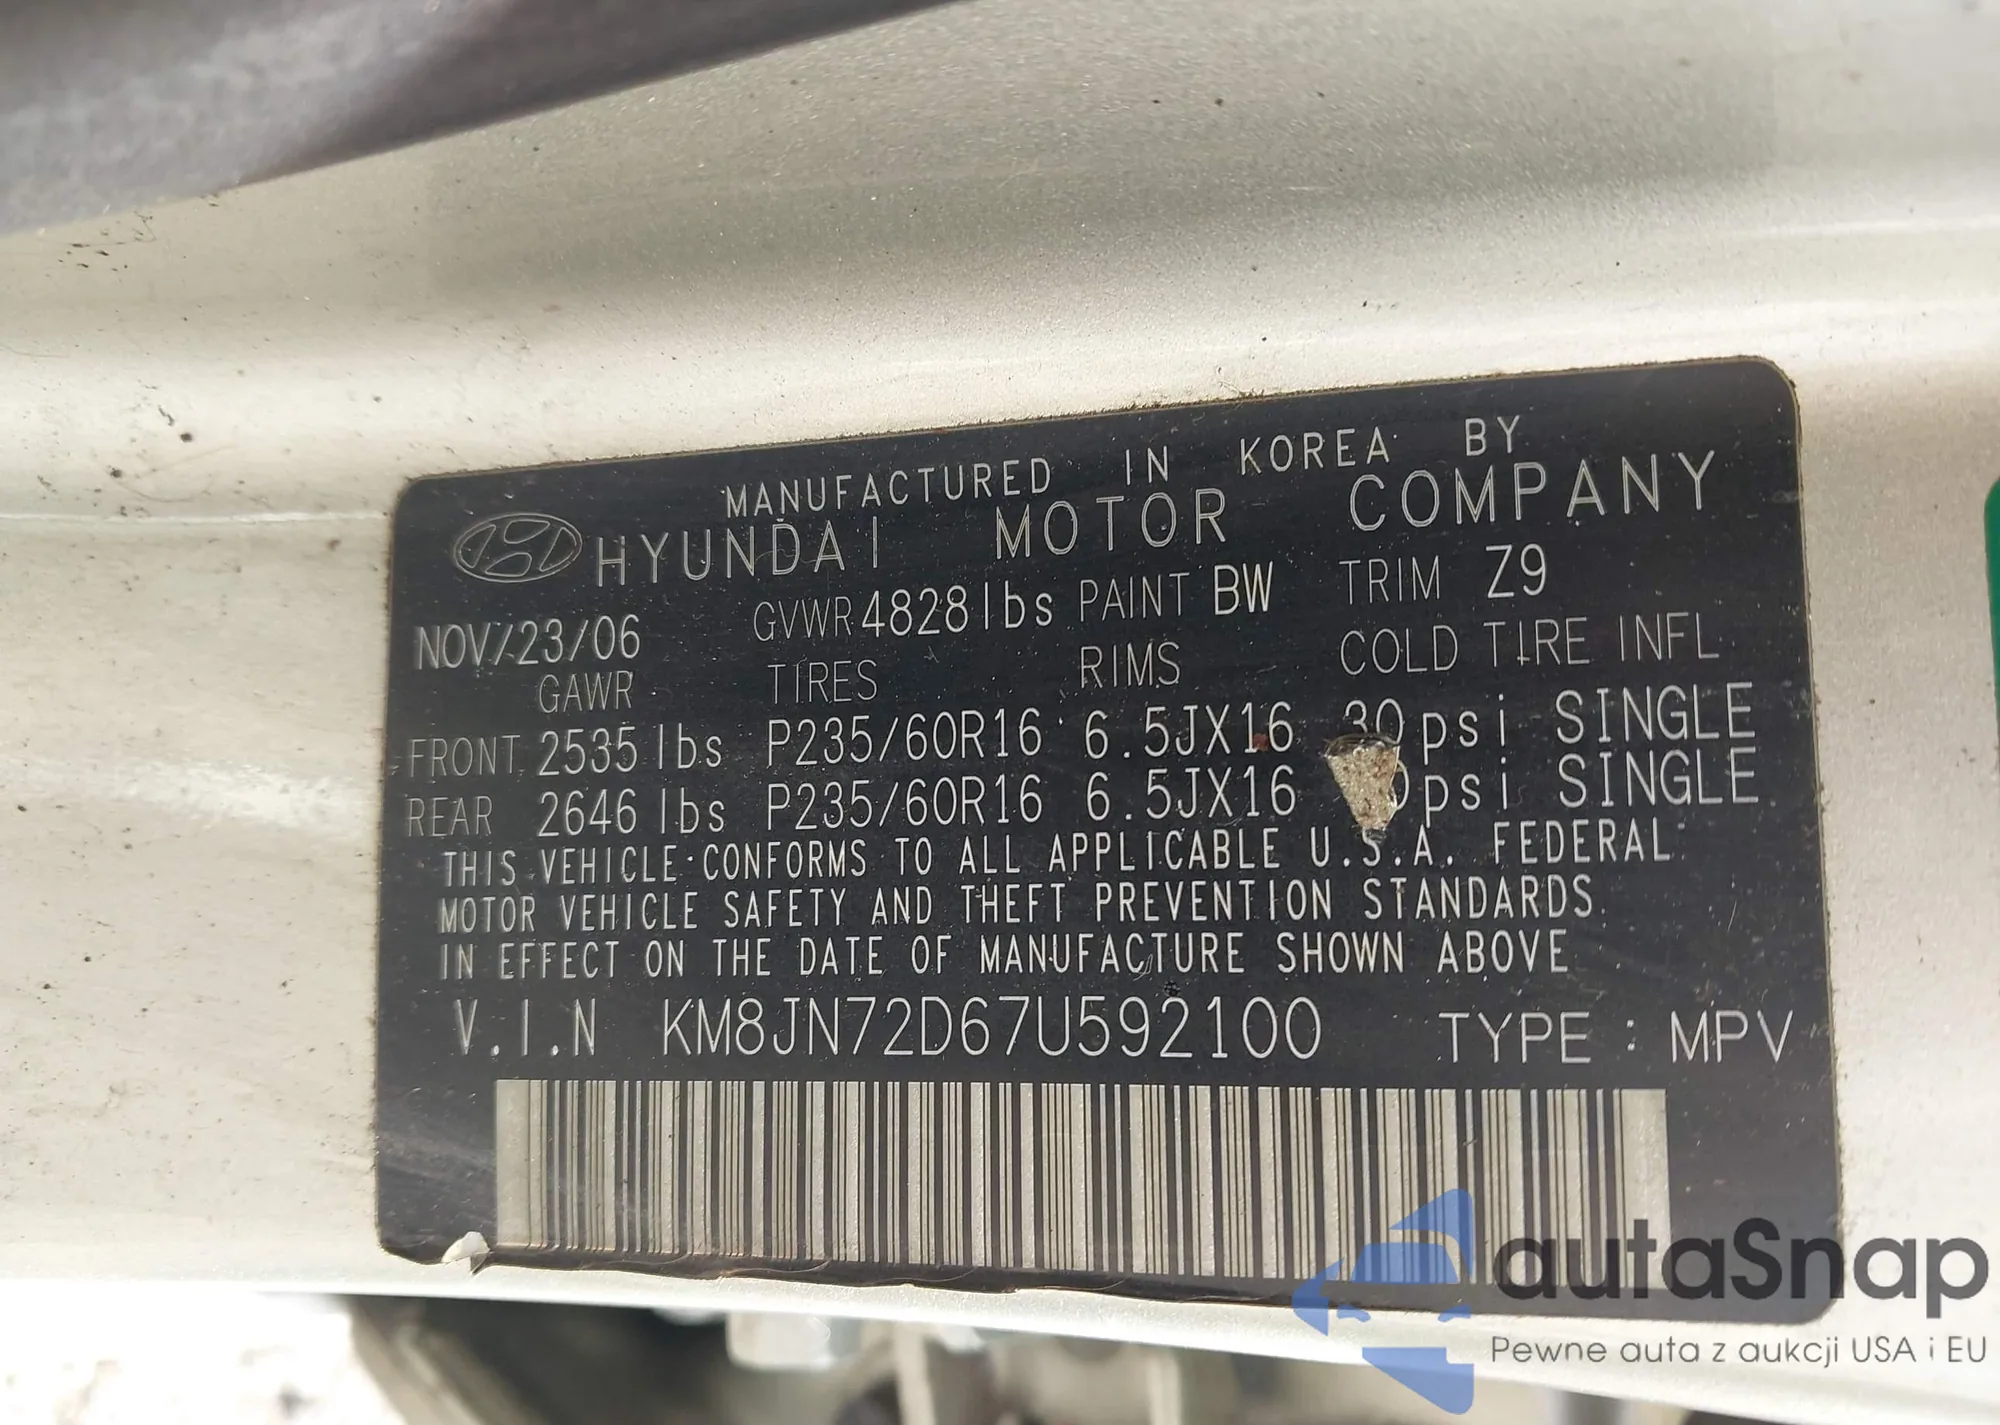 MANUFACTURED IN KOREA BY
HYUNDAI MOTOR COMPANY
NOV/23/06 GVWR 4828lbs PAINT BW TRIM Z9
GAWR TIRES RIMS COLD TIRE INFL
FRONT 2535 lbs P235/60R16 6.5JX16 30psi SINGLE
REAR 2646 lbs P235/60R16 6.5JX16 0psi SINGLE
THIS VEHICLE CONFORMS TO ALL APPLICABLE U.S.A. FEDERAL
MOTOR VEHICLE SAFETY AND THEFT PREVENTION STANDARDS
IN EFFECT ON THE DATE OF MANUFACTURE SHOWN ABOVE
V.I.N KM8JN72D67U592100 TYPE : MPV
autaSnap
Pewne auta z aukcji USA i EU